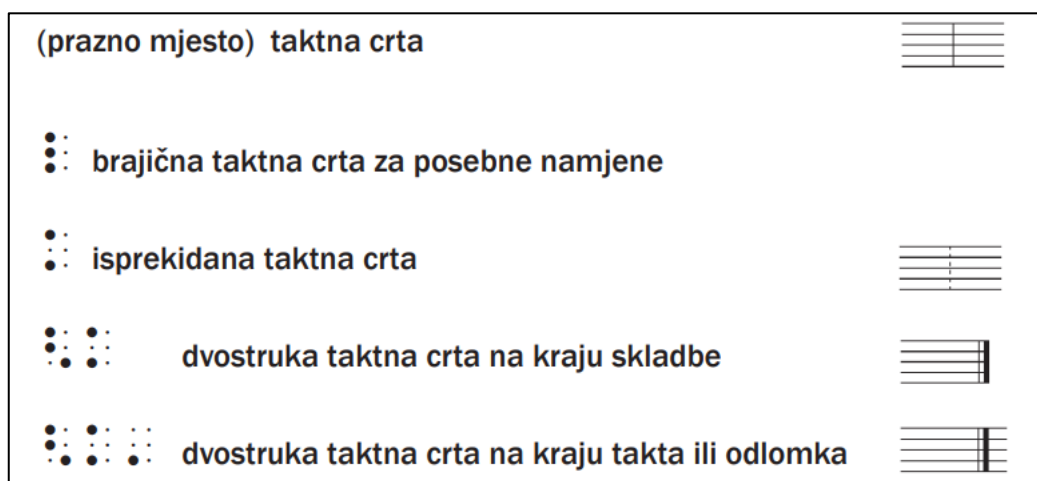 (prazno mjesto) taktna crta
⠇ brajična taktna crta za posebne namjene
⠅ isprekidana taktna crta
⠣⠅ dvostruka taktna crta na kraju skladbe
⠣⠅⠄ dvostruka taktna crta na kraju takta ili odlomka